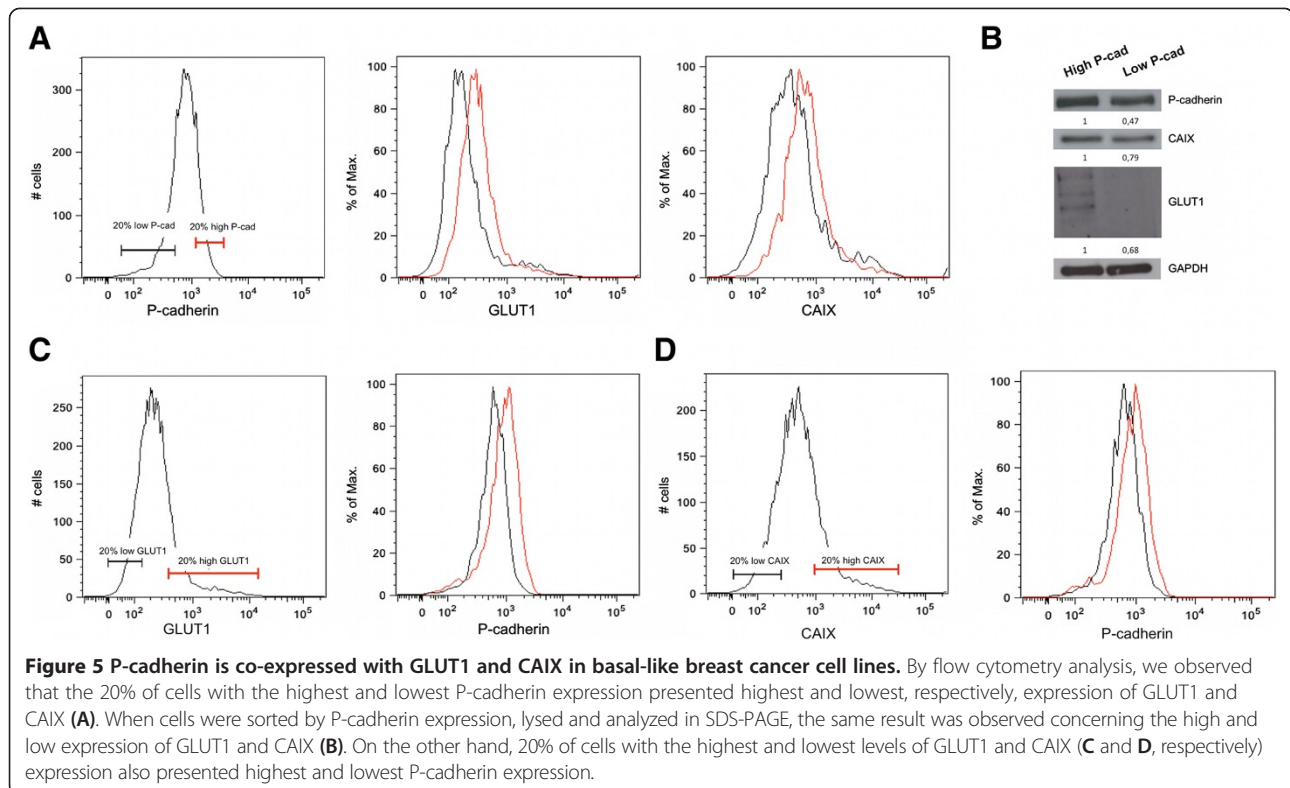 A
# cells
300
200
100
0
20% low P-cad
20% high P-cad
0 10² 10³ 10⁴ 10⁵
P-cadherin
% of Max.
100
80
60
40
20
0
0 10² 10³ 10⁴ 10⁵
GLUT1
% of Max.
100
80
60
40
20
0
0 10² 10³ 10⁴ 10⁵
CAIX
B
High P-cad
Low P-cad
P-cadherin
1 0,47
CAIX
1 0,79
GLUT1
1 0,68
GAPDH
C
# cells
250
200
150
100
50
0
20% low GLUT1
20% high GLUT1
0 10² 10³ 10⁴ 10⁵
GLUT1
% of Max.
100
80
60
40
20
0
0 10² 10³ 10⁴ 10⁵
P-cadherin
D
# cells
200
150
100
50
0
20% low CAIX
20% high CAIX
0 10² 10³ 10⁴ 10⁵
CAIX
% of Max.
100
80
60
40
20
0
0 10² 10³ 10⁴ 10⁵
P-cadherin
Figure 5 P-cadherin is co-expressed with GLUT1 and CAIX in basal-like breast cancer cell lines. By flow cytometry analysis, we observed
that the 20% of cells with the highest and lowest P-cadherin expression presented highest and lowest, respectively, expression of GLUT1 and
CAIX (A). When cells were sorted by P-cadherin expression, lysed and analyzed in SDS-PAGE, the same result was observed concerning the high and
low expression of GLUT1 and CAIX (B). On the other hand, 20% of cells with the highest and lowest levels of GLUT1 and CAIX (C and D, respectively)
expression also presented highest and lowest P-cadherin expression.